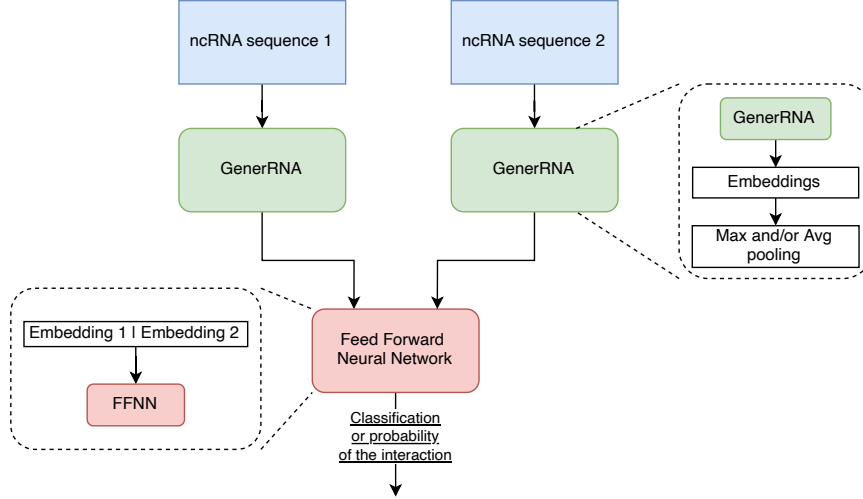 ncRNA sequence 1
ncRNA sequence 2
GenerRNA
GenerRNA
GenerRNA
Embeddings
Max and/or Avg
pooling
Embedding 1 | Embedding 2
FFNN
Feed Forward
Neural Network
Classification
or probability
of the interaction